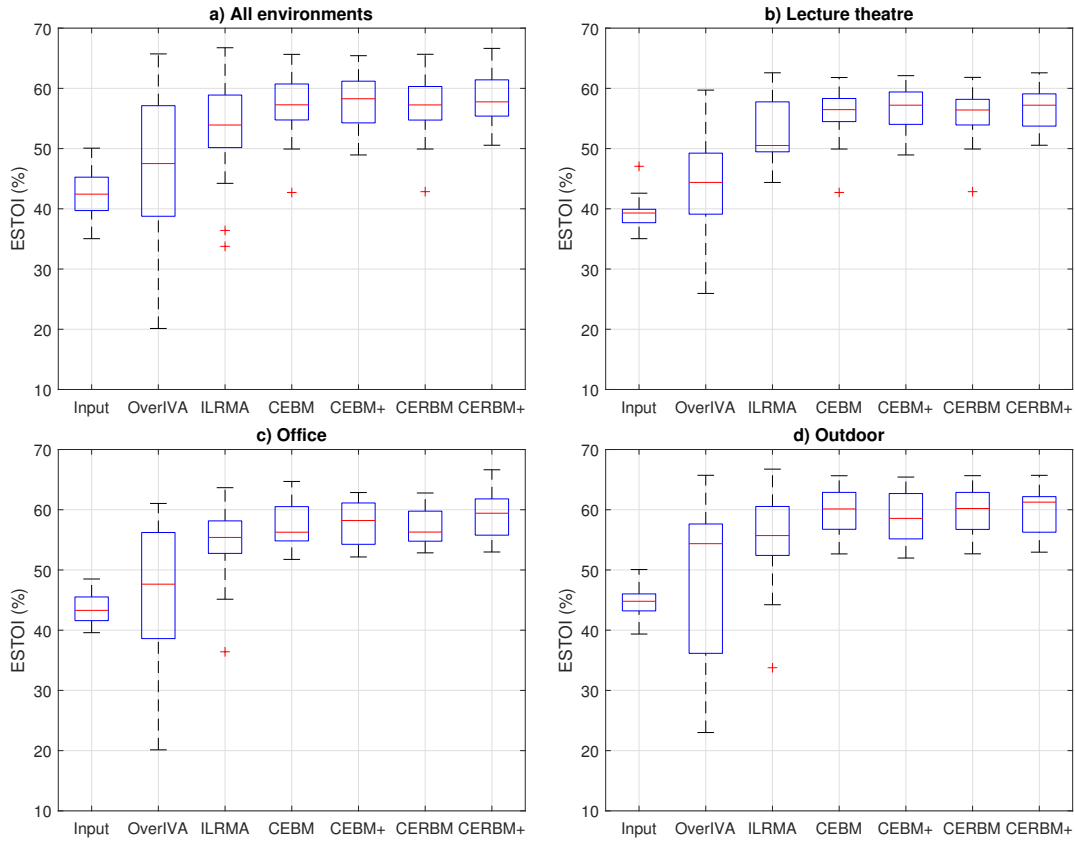 a) All environments
70
60
50
40
30
20
10
ESTOI (%)
Input OverIVA ILRMA CEBM CEBM+ CERBM CERBM+
b) Lecture theatre
70
60
50
40
30
20
10
ESTOI (%)
Input OverIVA ILRMA CEBM CEBM+ CERBM CERBM+
c) Office
70
60
50
40
30
20
10
ESTOI (%)
Input OverIVA ILRMA CEBM CEBM+ CERBM CERBM+
d) Outdoor
70
60
50
40
30
20
10
ESTOI (%)
Input OverIVA ILRMA CEBM CEBM+ CERBM CERBM+